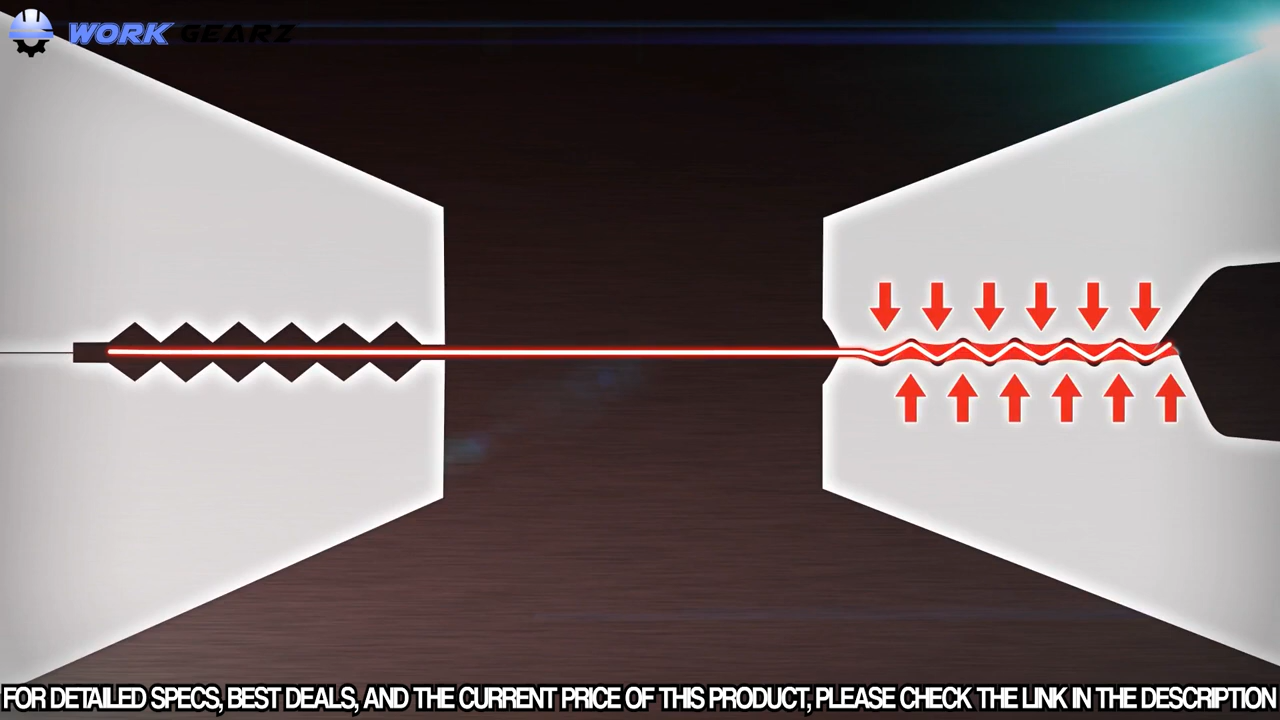 WORK GEARZ
FOR DETAILED SPECS, BEST DEALS, AND THE CURRENT PRICE OF THIS PRODUCT, PLEASE CHECK THE LINK IN THE DESCRIPTION